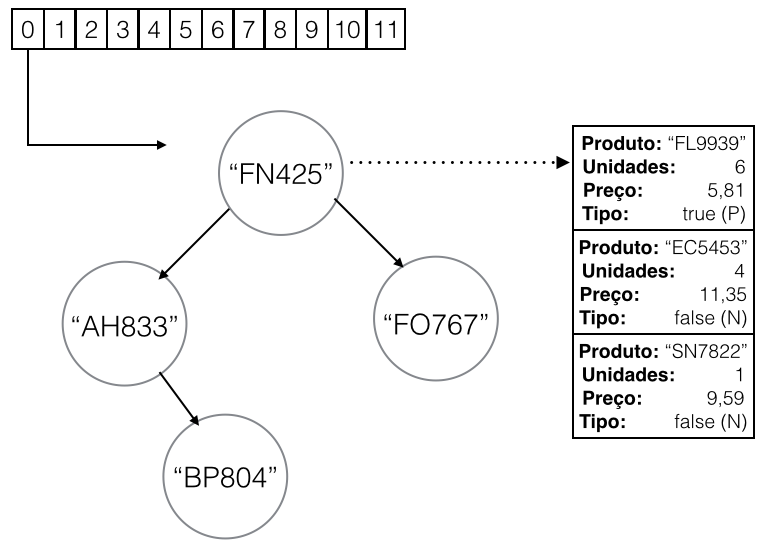 0 1 2 3 4 5 6 7 8 9 10 11
“FN425”
“AH833”
“FO767”
“BP804”
Produto: “FL9939”
Unidades: 6
Preço: 5,81
Tipo: true (P)
Produto: “EC5453”
Unidades: 4
Preço: 11,35
Tipo: false (N)
Produto: “SN7822”
Unidades: 1
Preço: 9,59
Tipo: false (N)